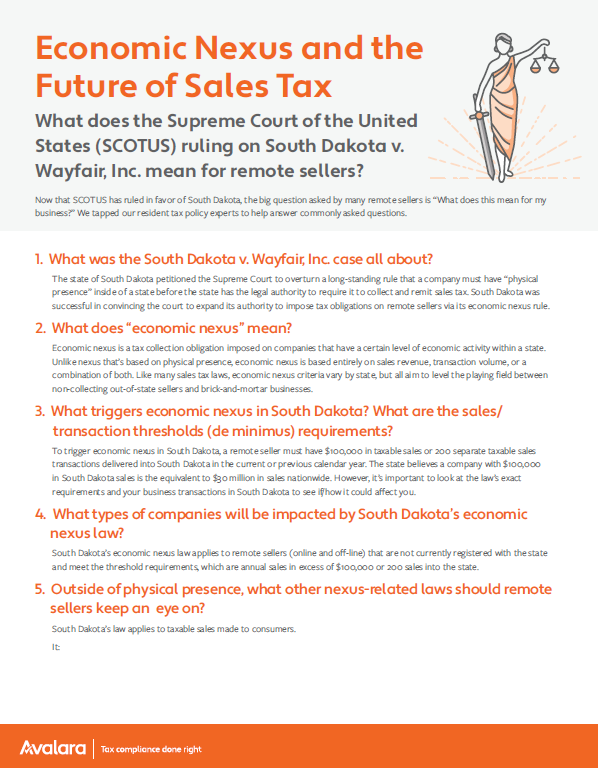 Economic Nexus and the
Future of Sales Tax
What does the Supreme Court of the United
States (SCOTUS) ruling on South Dakota v.
Wayfair, Inc. mean for remote sellers?
Now that SCOTUS has ruled in favor of South Dakota, the big question asked by many remote sellers is “What does this mean for my
business?” We tapped our resident tax policy experts to help answer commonly asked questions.
1. What was the South Dakota v. Wayfair, Inc. case all about?
The state of South Dakota petitioned the Supreme Court to overturn a long-standing rule that a company must have “physical
presence” inside of a state before the state has the legal authority to require it to collect and remit sales tax. South Dakota was
successful in convincing the court to expand its authority to impose tax obligations on remote sellers via its economic nexus rule.
2. What does “economic nexus” mean?
Economic nexus is a tax collection obligation imposed on companies that have a certain level of economic activity within a state.
Unlike nexus that’s based on physical presence, economic nexus is based entirely on sales revenue, transaction volume, or a
combination of both. Like many sales tax laws, economic nexus criteria vary by state, but all aim to level the playing field between
non-collecting out-of-state sellers and brick-and-mortar businesses.
3. What triggers economic nexus in South Dakota? What are the sales/
transaction thresholds (de minimus) requirements?
To trigger economic nexus in South Dakota, a remote seller must have $100,000 in taxable sales or 200 separate taxable sales
transactions delivered into South Dakota in the current or previous calendar year. The state believes a company with $100,000
in South Dakota sales is the equivalent to $30 million in sales nationwide. However, it’s important to look at the law’s exact
requirements and your business transactions in South Dakota to see if/how it could affect you.
4. What types of companies will be impacted by South Dakota’s economic
nexus law?
South Dakota’s economic nexus law applies to remote sellers (online and off-line) that are not currently registered with the state
and meet the threshold requirements, which are annual sales in excess of $100,000 or 200 sales into the state.
5. Outside of physical presence, what other nexus-related laws should remote
sellers keep an eye on?
South Dakota’s law applies to taxable sales made to consumers.
It:
Avalara | Tax compliance done right